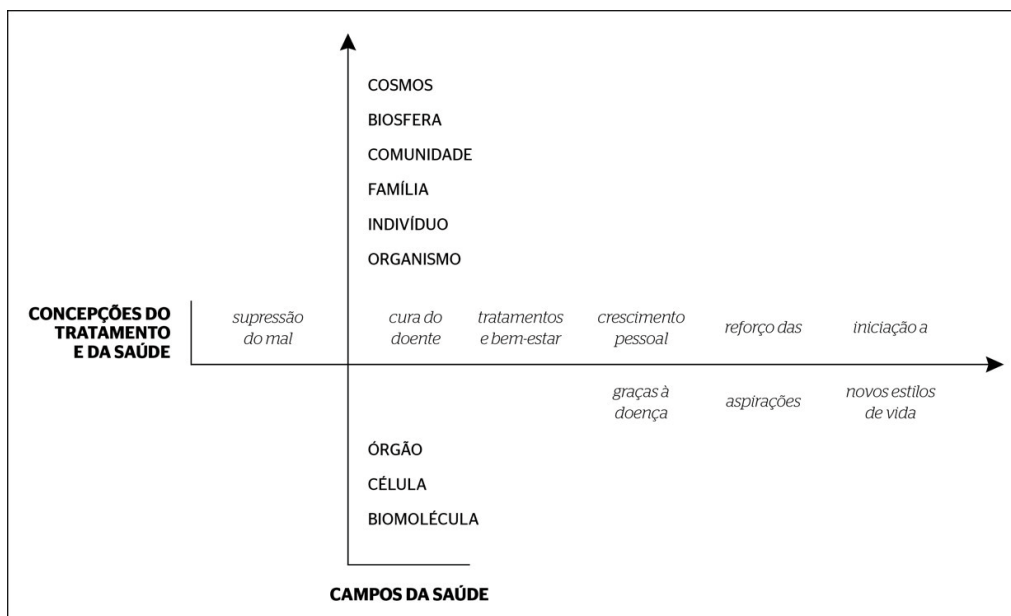 COSMOS
BIOSFERA
COMUNIDADE
FAMÍLIA
INDIVÍDUO
ORGANISMO
CONCEPÇÕES DO
TRATAMENTO
E DA SAÚDE
supressão
do mal
cura do
doente
tratamentos
e bem-estar
crescimento
pessoal
reforço das
iniciação a
graças à
doença
aspirações
novos estilos
de vida
ÓRGÃO
CÉLULA
BIOMOLÉCULA
CAMPOS DA SAÚDE